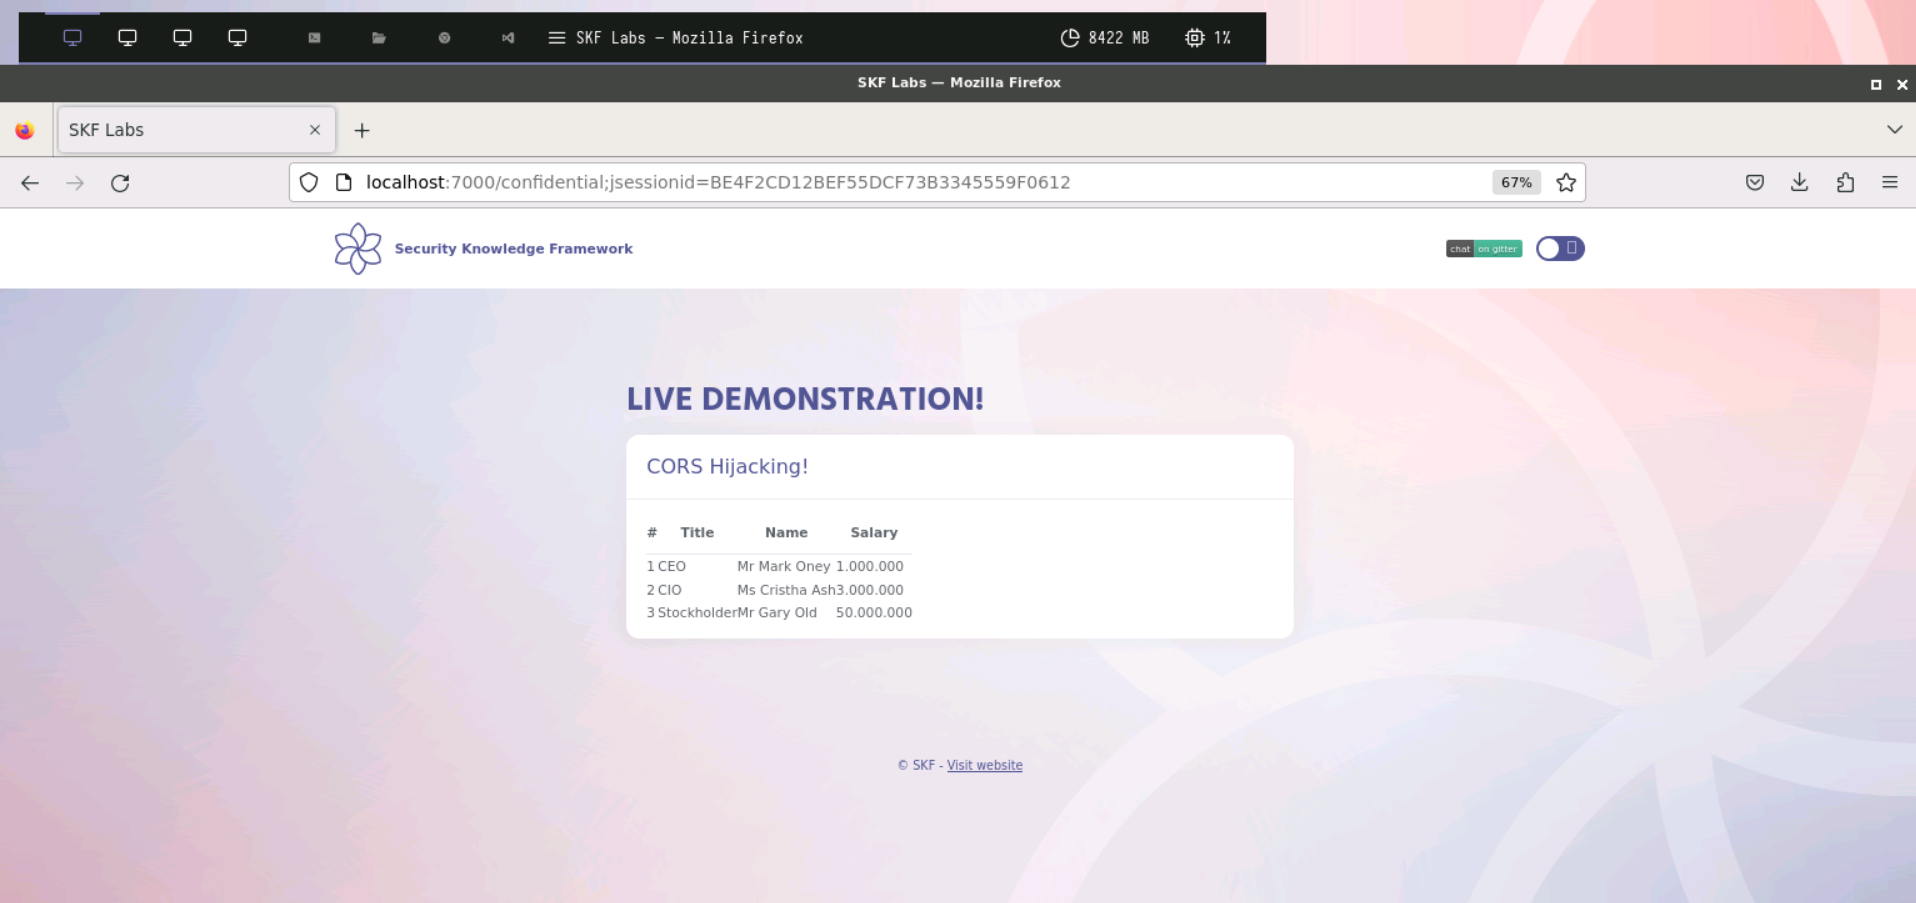 SKF Labs – Mozilla Firefox
8422 MB
1%
SKF Labs — Mozilla Firefox
SKF Labs
localhost:7000/confidential;jsessionid=BE4F2CD12BEF55DCF73B3345559F0612
67%
Security Knowledge Framework
chat on gitter
LIVE DEMONSTRATION!
CORS Hijacking!
# Title Name Salary
1 CEO Mr Mark Oney 1.000.000
2 CIO Ms Cristha Ash 3.000.000
3 Stockholder Mr Gary Old 50.000.000
© SKF - Visit website